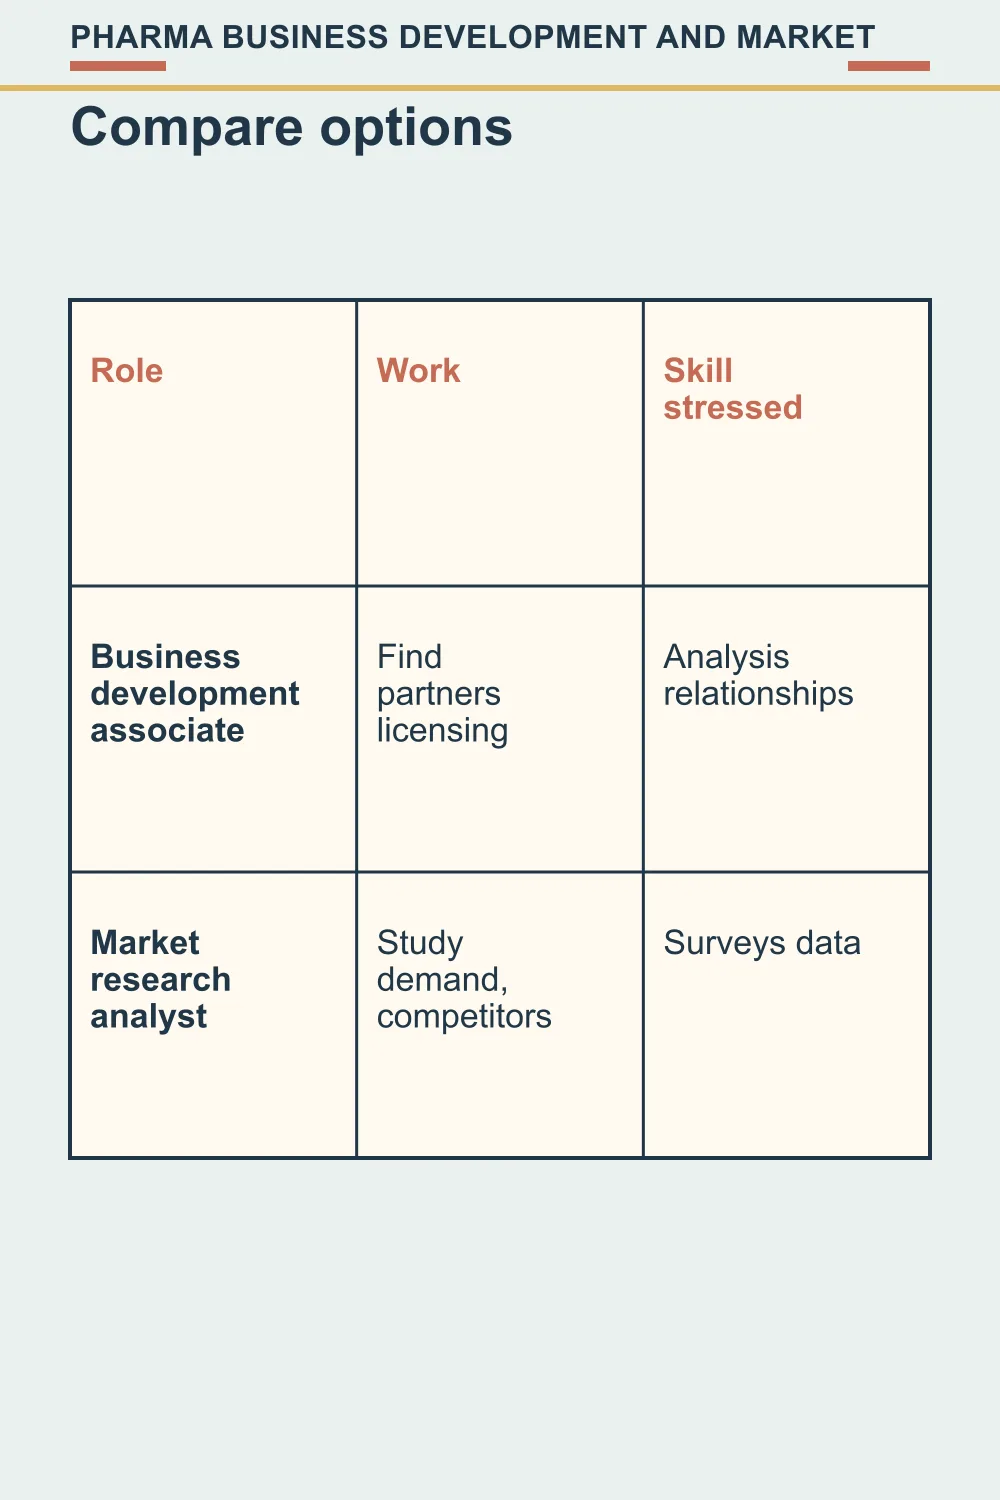 PHARMA BUSINESS DEVELOPMENT AND MARKET
Compare options
Role
Work
Skill
stressed
Business
development
associate
Find
partners
licensing
Analysis
relationships
Market
research
analyst
Study
demand,
competitors
Surveys data